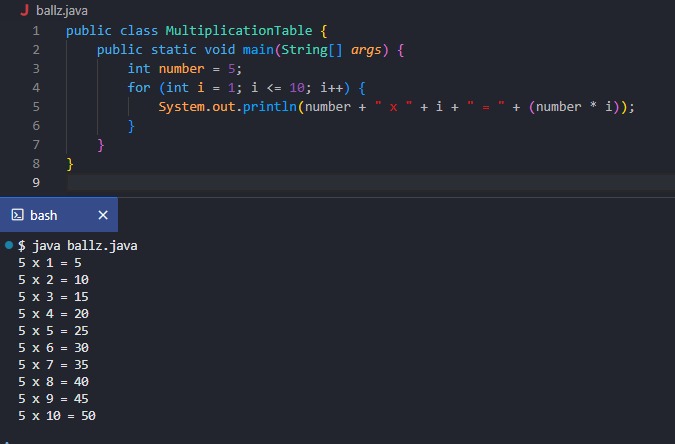 J ballz.java
1 public class MultiplicationTable {
2 public static void main(String[] args) {
3 int number = 5;
4 for (int i = 1; i <= 10; i++) {
5 System.out.println(number + " x " + i + " = " + (number * i));
6 }
7 }
8 }
9
bash ×
$ java ballz.java
5 x 1 = 5
5 x 2 = 10
5 x 3 = 15
5 x 4 = 20
5 x 5 = 25
5 x 6 = 30
5 x 7 = 35
5 x 8 = 40
5 x 9 = 45
5 x 10 = 50